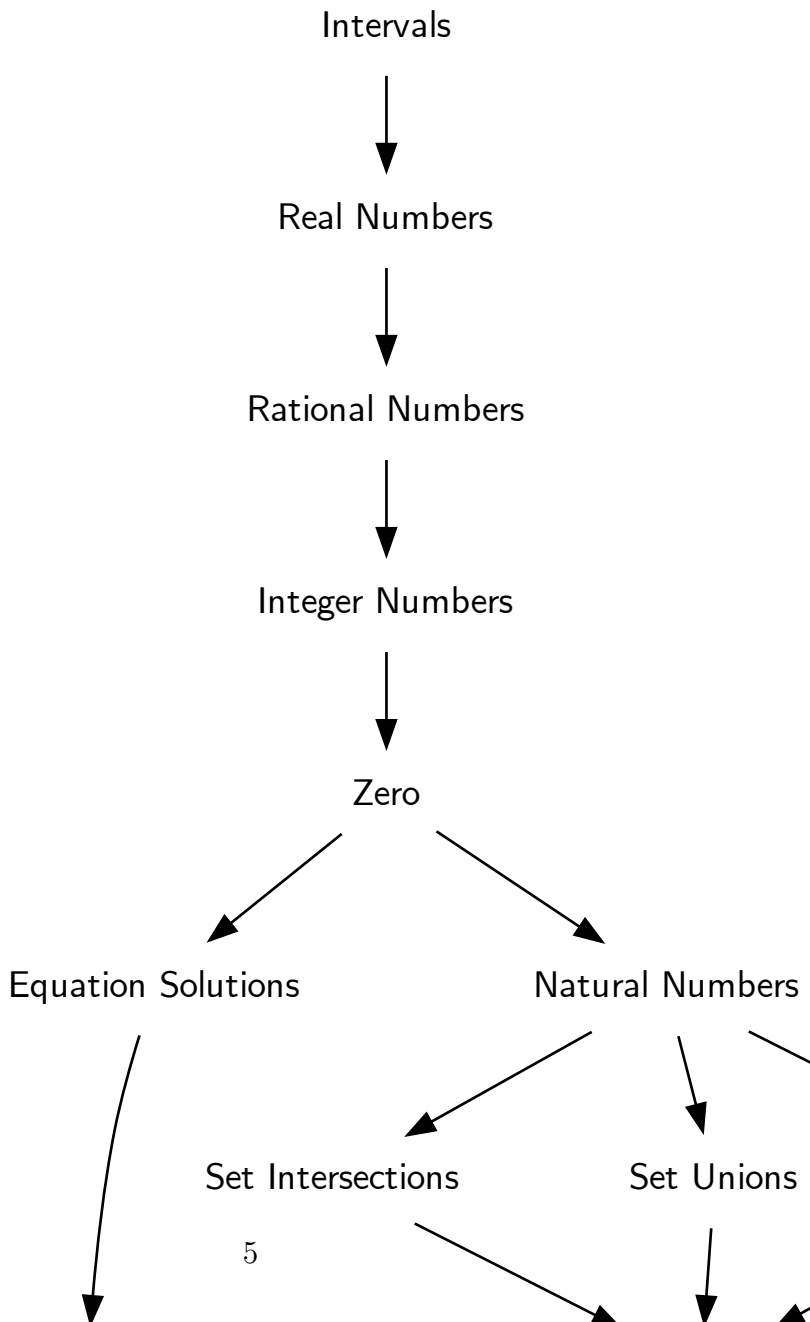 Intervals
Real Numbers
Rational Numbers
Integer Numbers
Zero
Equation Solutions
Natural Numbers
Set Intersections
Set Unions
5